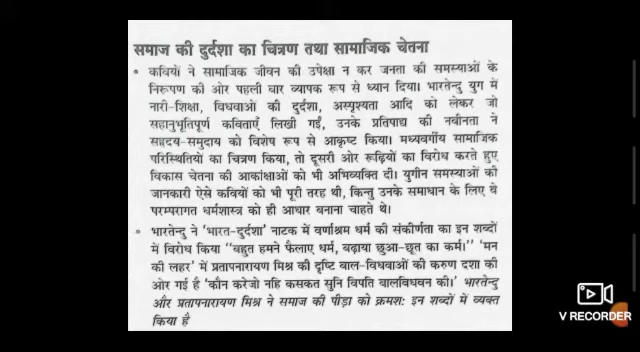 समाज की दुर्दशा का चित्रण तथा सामाजिक चेतना
• कवियों ने सामाजिक जीवन की उपेक्षा न कर जनता की समस्याओं के
निरूपण की ओर पहली बार व्यापक रूप से ध्यान दिया। भारतेन्दु युग में
नारी-शिक्षा, विधवाओं की दुर्दशा, अस्पृश्यता आदि को लेकर जो
सहानुभूतिपूर्ण कविताएँ लिखी गईं, उनके प्रतिपाद्य की नवीनता ने
सहृदय-समुदाय को विशेष रूप से आकृष्ट किया। मध्यवर्गीय सामाजिक
परिस्थितियों का चित्रण किया, तो दूसरी ओर रूढ़ियों का विरोध करते हुए
विकास चेतना की आकांक्षाओं को भी अभिव्यक्ति दी। युगीन समस्याओं की
जानकारी ऐसे कवियों को भी पूरी तरह थी, किन्तु उनके समाधान के लिए वे
परम्परागत धर्मशास्त्र को ही आधार बनाना चाहते थे।
• भारतेन्दु ने 'भारत-दुर्दशा' नाटक में वर्णाश्रम धर्म की संकीर्णता का इन शब्दों
में विरोध किया "बहुत हमने फैलाए धर्म, बढ़ाया छुआ-छूत का कर्म।" 'मन
की लहर' में प्रतापनारायण मिश्र की दृष्टि बाल-विधवाओं की करुण दशा की
ओर गई है 'कौन करेजो नहि कसकत सुनि विपति बालविधवन की।' भारतेन्दु
और प्रतापनारायण मिश्र ने समाज की पीड़ा को क्रमश: इन शब्दों में व्यक्त
किया है
V RECORDER